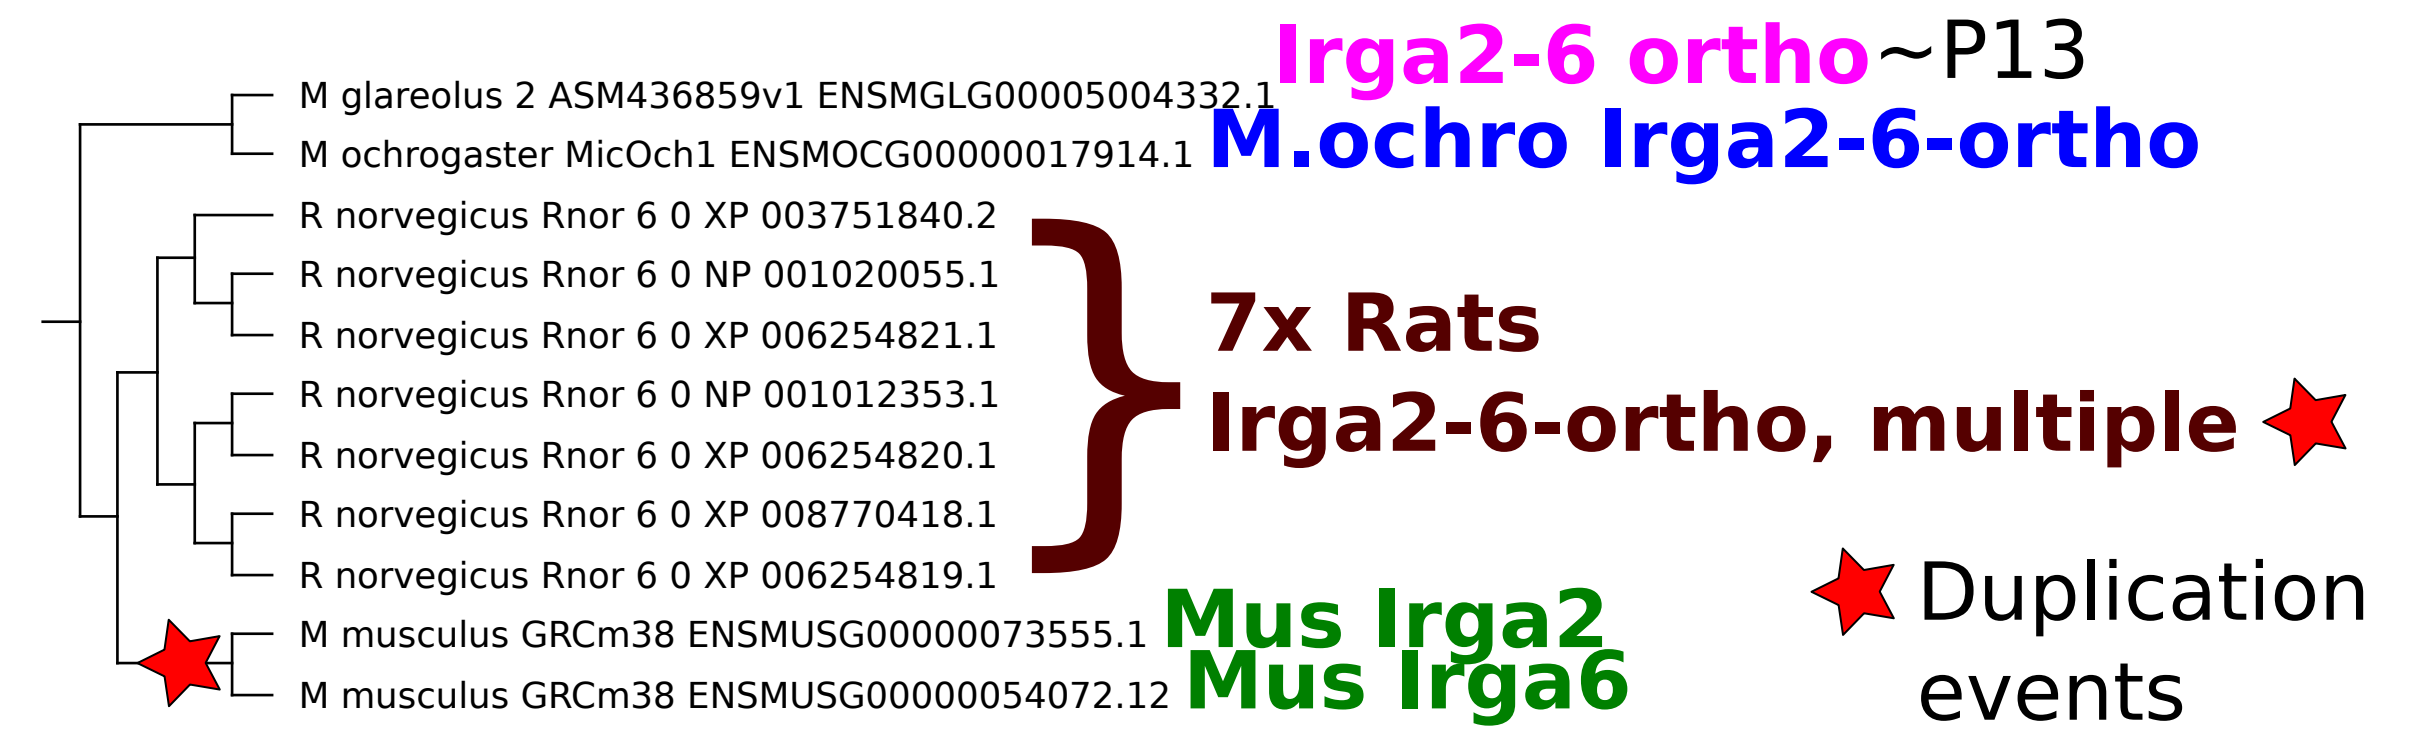 Irga2-6 ortho ~P13
M glareolus 2 ASM436859v1 ENSMGLG00005004332.1
M ochrogaster MicOch1 ENSMOCG00000017914.1 M.ochro Irga2-6-ortho
R norvegicus Rnor 6 0 XP 003751840.2
R norvegicus Rnor 6 0 NP 001020055.1
R norvegicus Rnor 6 0 XP 006254821.1
R norvegicus Rnor 6 0 NP 001012353.1
R norvegicus Rnor 6 0 XP 006254820.1
R norvegicus Rnor 6 0 XP 008770418.1
R norvegicus Rnor 6 0 XP 006254819.1
}
7x Rats
Irga2-6-ortho, multiple
M musculus GRCm38 ENSMUSG00000073555.1 Mus Irga2
M musculus GRCm38 ENSMUSG00000054072.12 Mus Irga6
Duplication
events